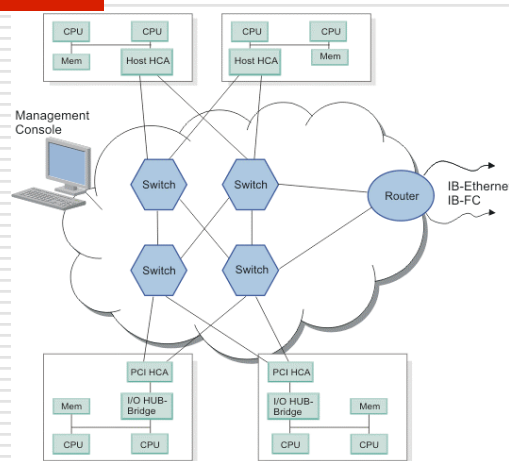 CPU
CPU
Mem
Host HCA
CPU
CPU
Host HCA
Mem
Management
Console
Switch
Switch
Router
IB-Etherne
IB-FC
Switch
Switch
PCI HCA
I/O HUB-
Bridge
Mem
CPU
CPU
PCI HCA
I/O HUB-
Bridge
Mem
CPU
CPU